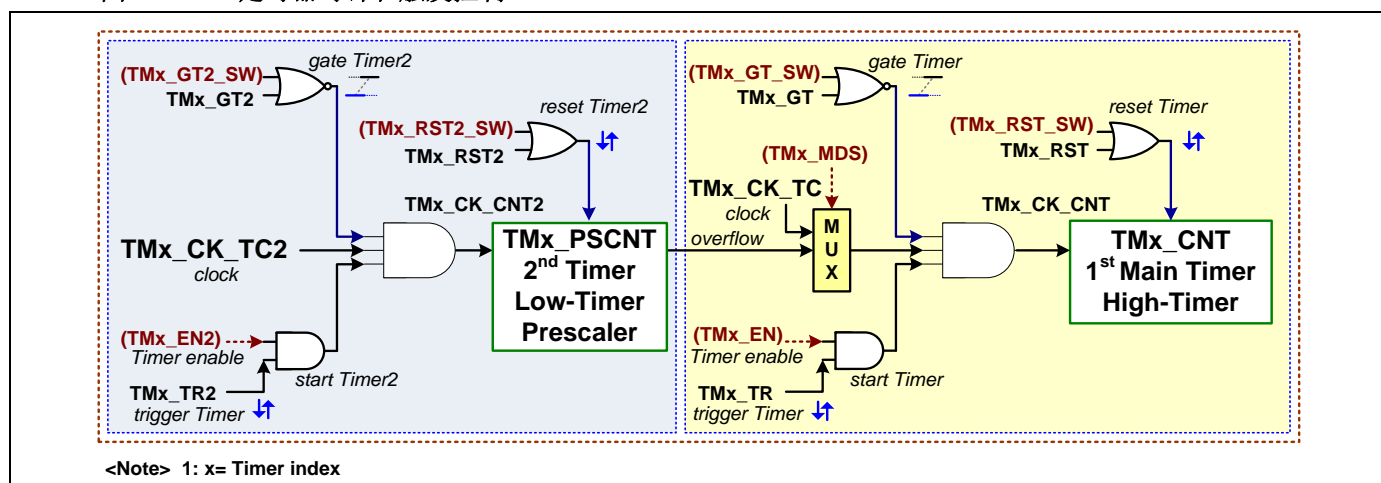 gate Timer2
(TMx_GT2_SW)
TMx_GT2
reset Timer2
(TMx_RST2_SW)
TMx_RST2
TMx_CK_CNT2
TMx_CK_TC2
clock
TMx_PSCNT
2nd Timer
Low-Timer
Prescaler
(TMx_EN2)
Timer enable
start Timer2
TMx_TR2
trigger Timer
gate Timer
(TMx_GT_SW)
TMx_GT
reset Timer
(TMx_RST_SW)
TMx_RST
(TMx_MDS)
TMx_CK_TC
clock
overflow
MUX
TMx_CK_CNT
TMx_CNT
1st Main Timer
High-Timer
(TMx_EN)
Timer enable
start Timer
TMx_TR
trigger Timer
<Note> 1: x= Timer index